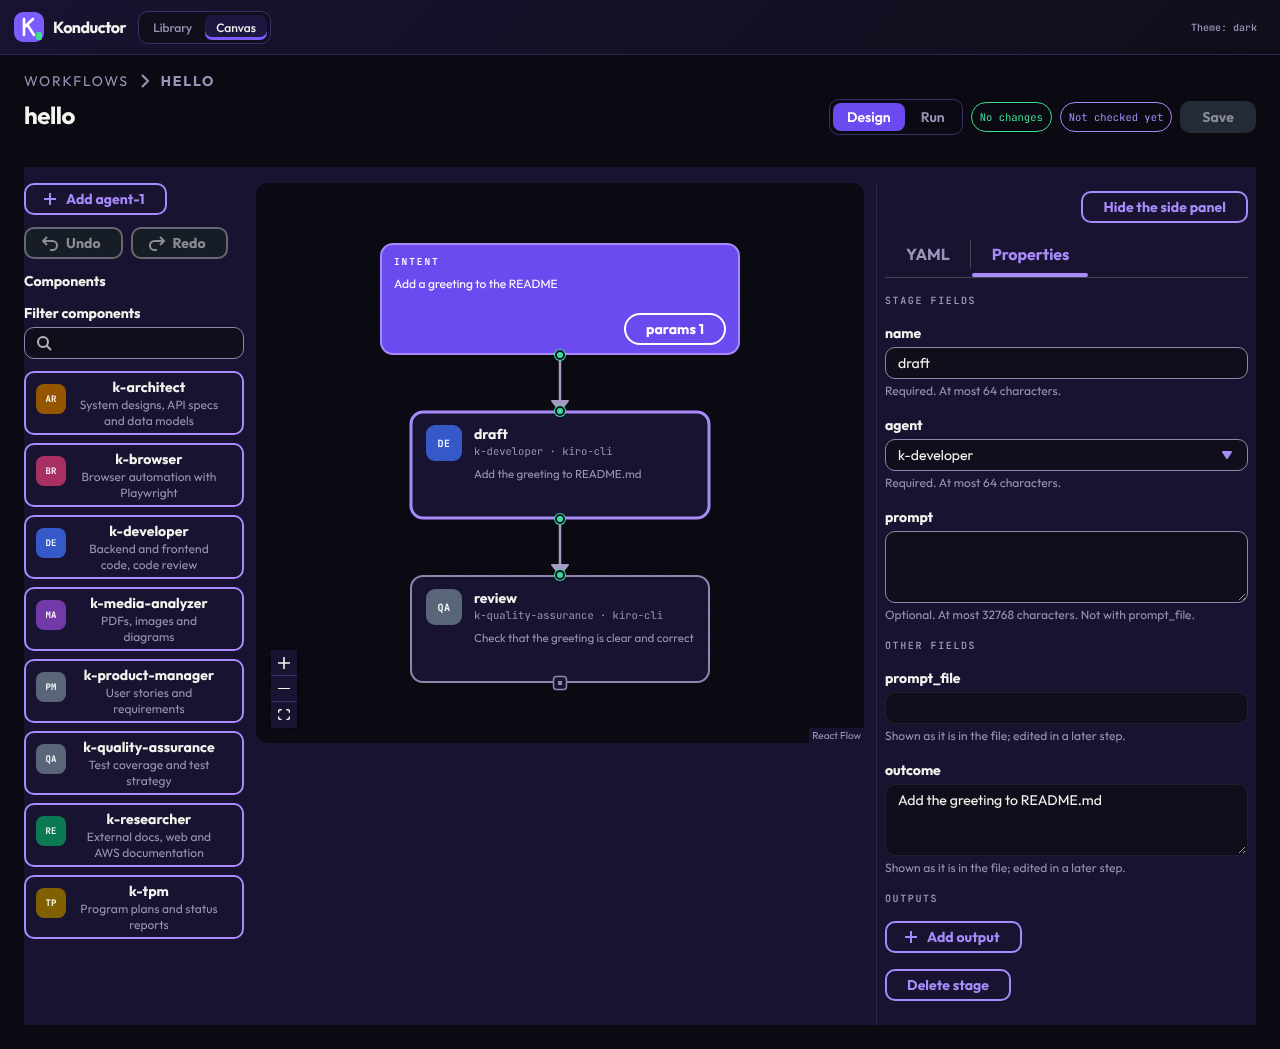 Konductor
Library
Canvas
Theme: dark
WORKFLOWS > HELLO
hello
Design
Run
No changes
Not checked yet
Save
Add agent-1
Undo
Redo
Components
Filter components
AR
k-architect
System designs, API specs
and data models
BR
k-browser
Browser automation with
Playwright
DE
k-developer
Backend and frontend
code, code review
MA
k-media-analyzer
PDFs, images and
diagrams
PM
k-product-manager
User stories and
requirements
QA
k-quality-assurance
Test coverage and test
strategy
RE
k-researcher
External docs, web and
AWS documentation
TP
k-tpm
Program plans and status
reports
INTENT
Add a greeting to the README
params 1
DE
draft
k-developer · kiro-cli
Add the greeting to README.md
QA
review
k-quality-assurance · kiro-cli
Check that the greeting is clear and correct
React Flow
Hide the side panel
YAML
Properties
STAGE FIELDS
name
draft
Required. At most 64 characters.
agent
k-developer
Required. At most 64 characters.
prompt
Optional. At most 32768 characters. Not with prompt_file.
OTHER FIELDS
prompt_file
Shown as it is in the file; edited in a later step.
outcome
Add the greeting to README.md
Shown as it is in the file; edited in a later step.
OUTPUTS
Add output
Delete stage